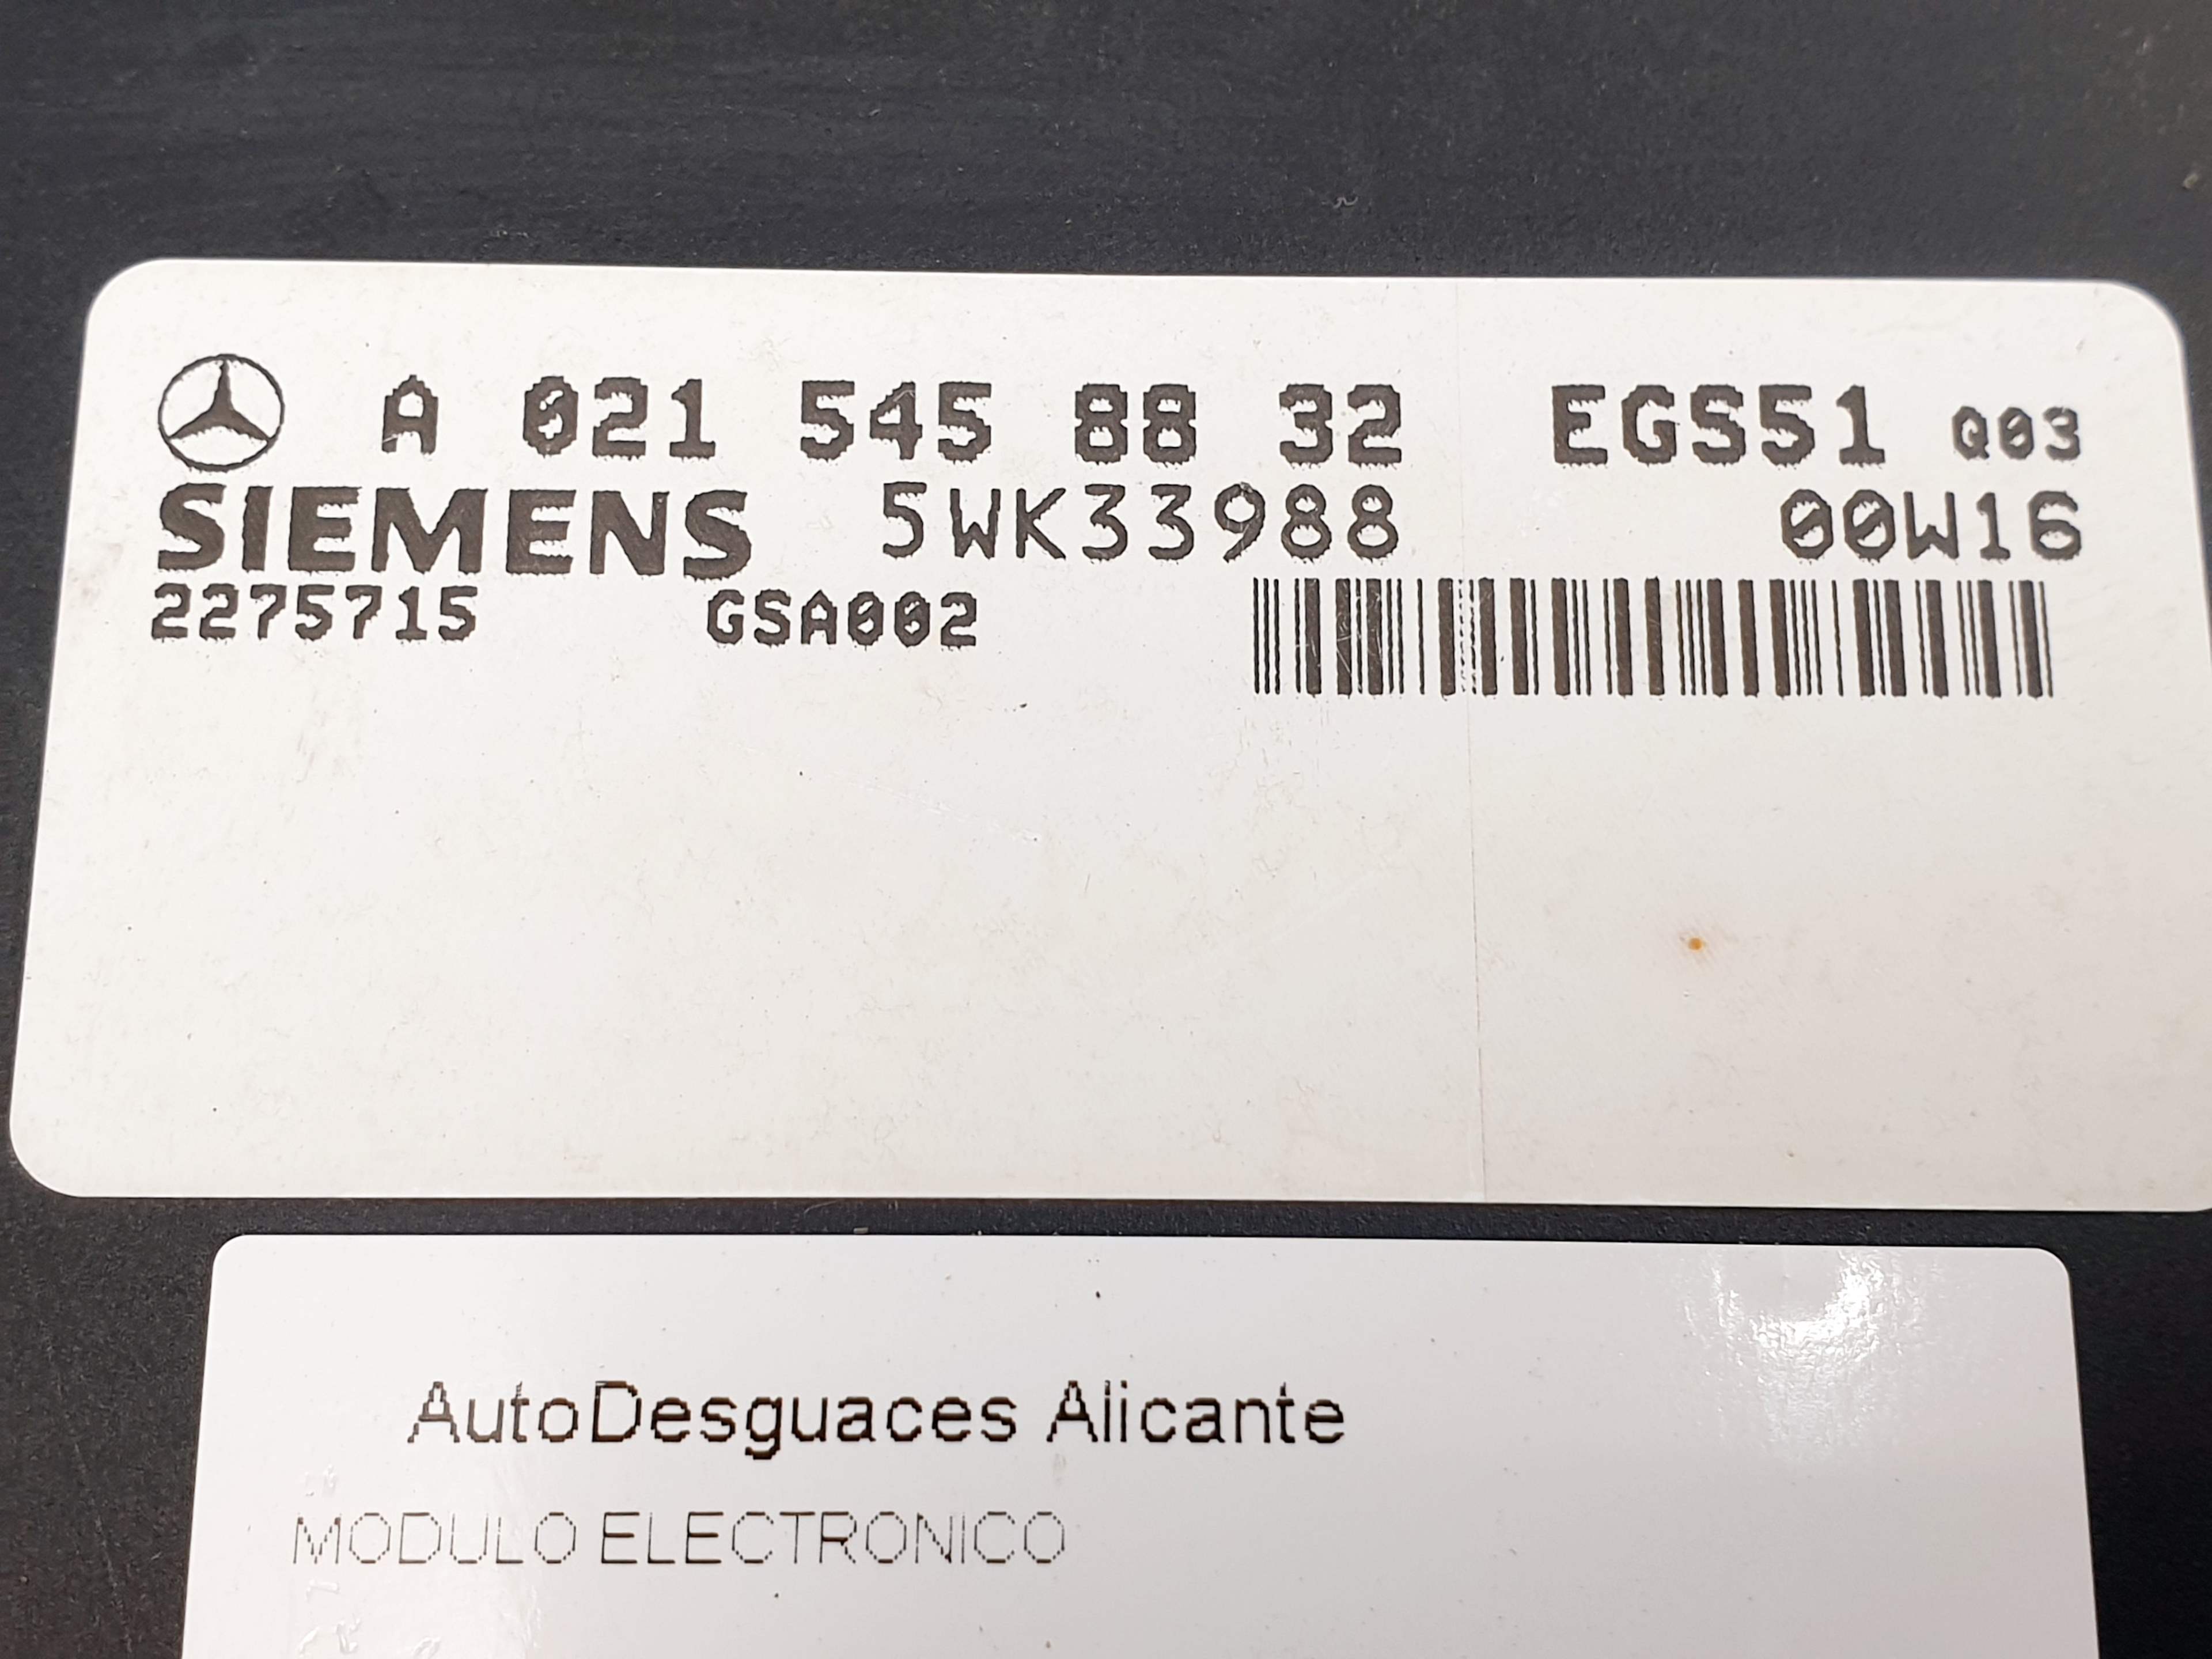 A 021 545 88 32 EGS51 Q03
SIEMENS 5WK33988 00W16
2275715 GSA002
AutoDesguaces Alicante
MODULO ELECTRONICO